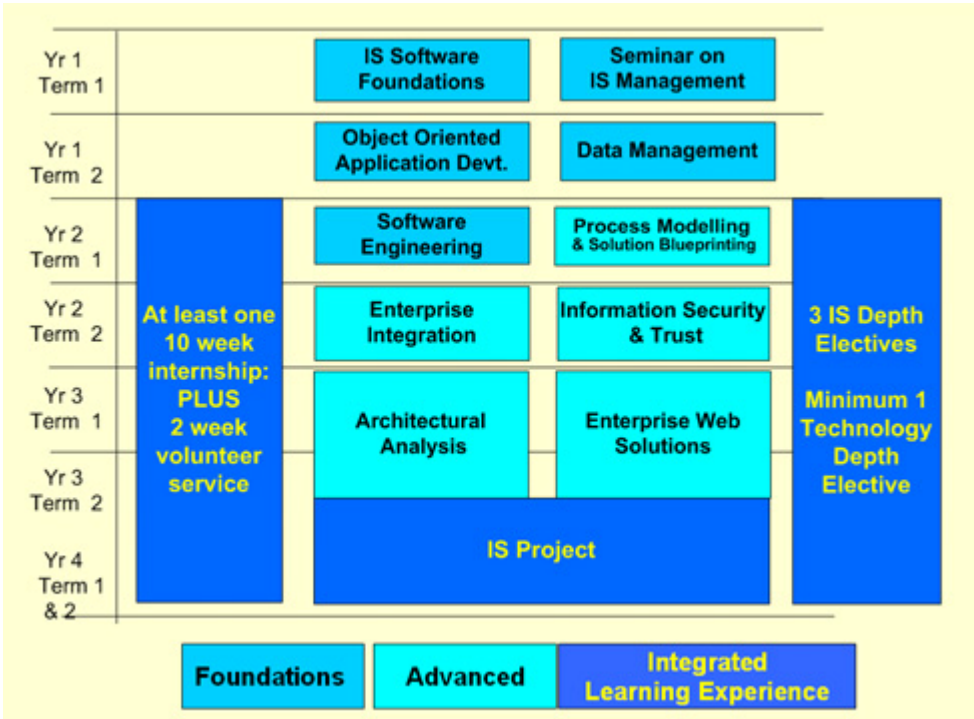 Yr 1
Term 1
IS Software
Foundations
Seminar on
IS Management
Yr 1
Term 2
Object Oriented
Application Devt.
Data Management
Yr 2
Term 1
Software
Engineering
Process Modelling
& Solution Blueprinting
Yr 2
Term 2
Enterprise
Integration
Information Security
& Trust
Yr 3
Term 1
Architectural
Analysis
Enterprise Web
Solutions
Yr 3
Term 2
Yr 4
Term 1
& 2
IS Project
At least one
10 week
internship:
PLUS
2 week
volunteer
service
3 IS Depth
Electives
Minimum 1
Technology
Depth
Elective
Foundations
Advanced
Integrated
Learning Experience